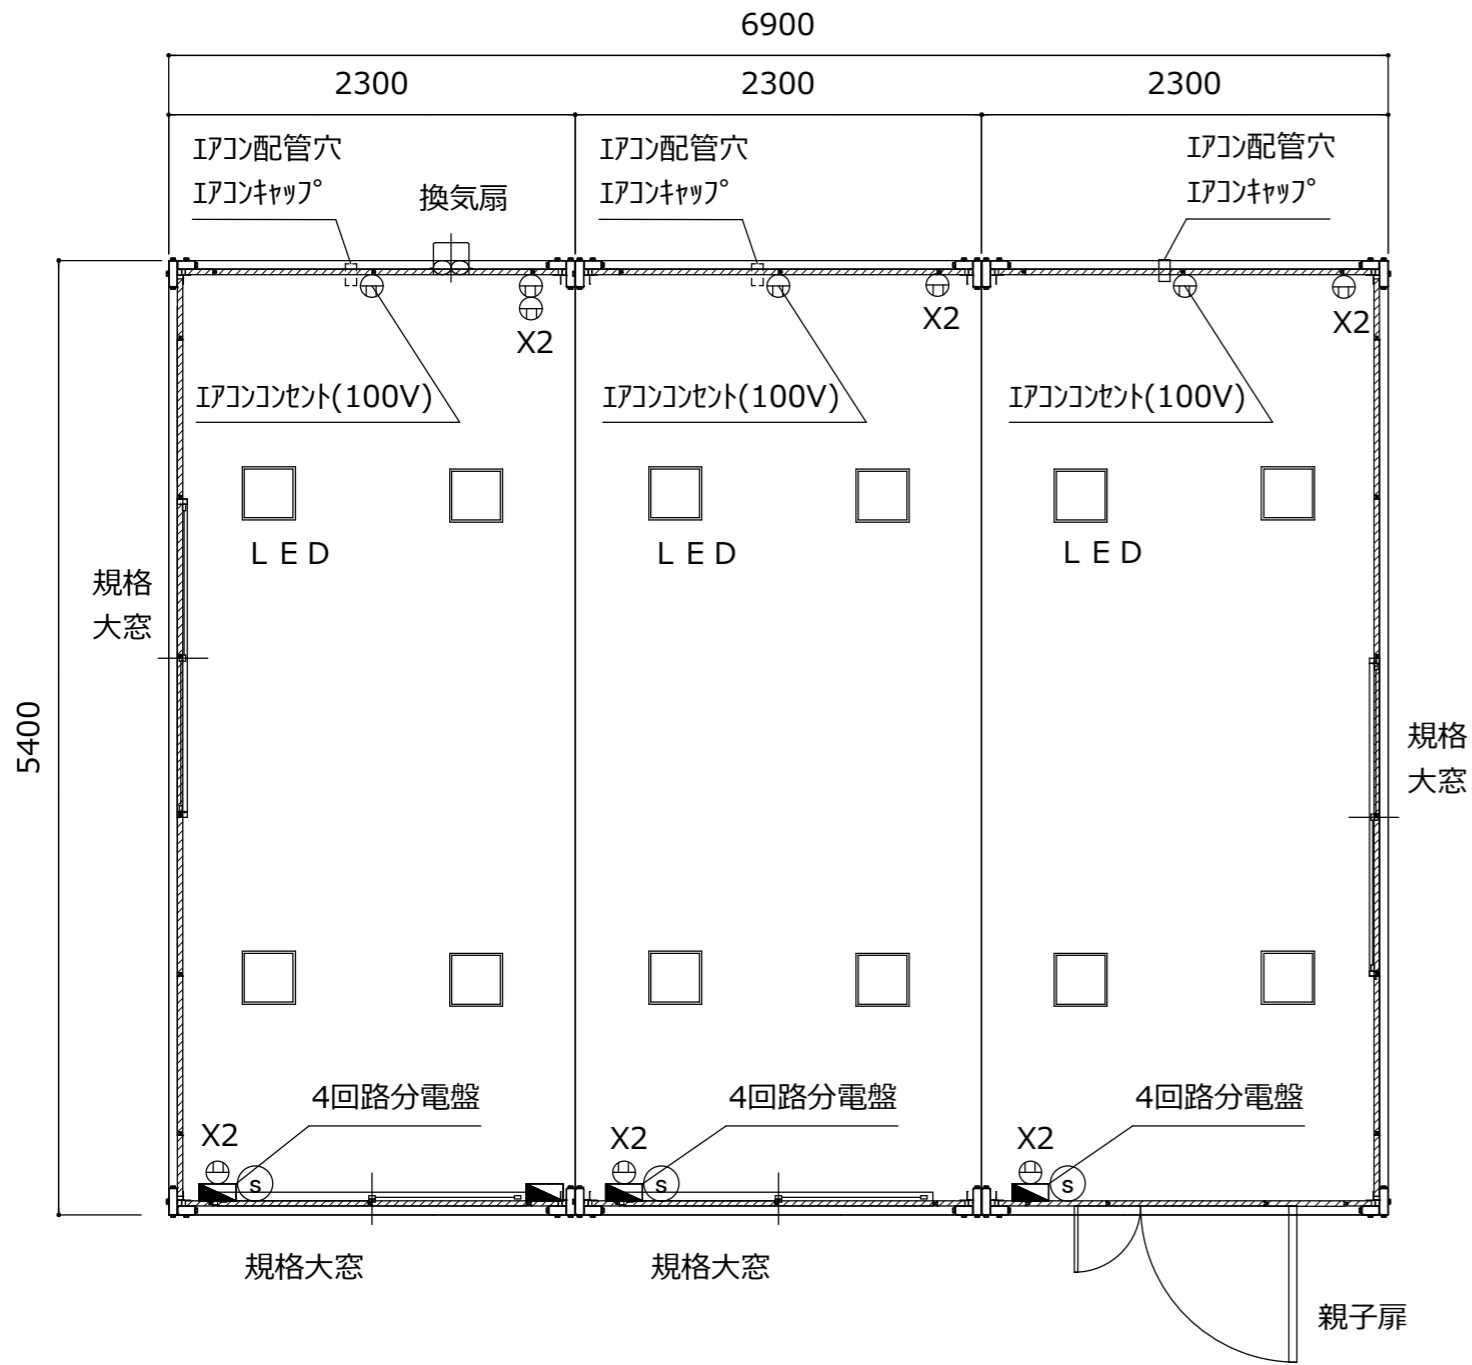 6900
2300
2300
2300
ｴｱｺﾝ配管穴
ｴｱｺﾝｷｬｯﾌﾟ
換気扇
ｴｱｺﾝ配管穴
ｴｱｺﾝｷｬｯﾌﾟ
ｴｱｺﾝ配管穴
ｴｱｺﾝｷｬｯﾌﾟ
X2
X2
X2
ｴｱｺﾝｺﾝｾﾝﾄ(100V)
ｴｱｺﾝｺﾝｾﾝﾄ(100V)
ｴｱｺﾝｺﾝｾﾝﾄ(100V)
ＬＥＤ
ＬＥＤ
ＬＥＤ
規格
大窓
5400
規格
大窓
4回路分電盤
4回路分電盤
4回路分電盤
X2
X2
X2
S
S
S
規格大窓
規格大窓
親子扉